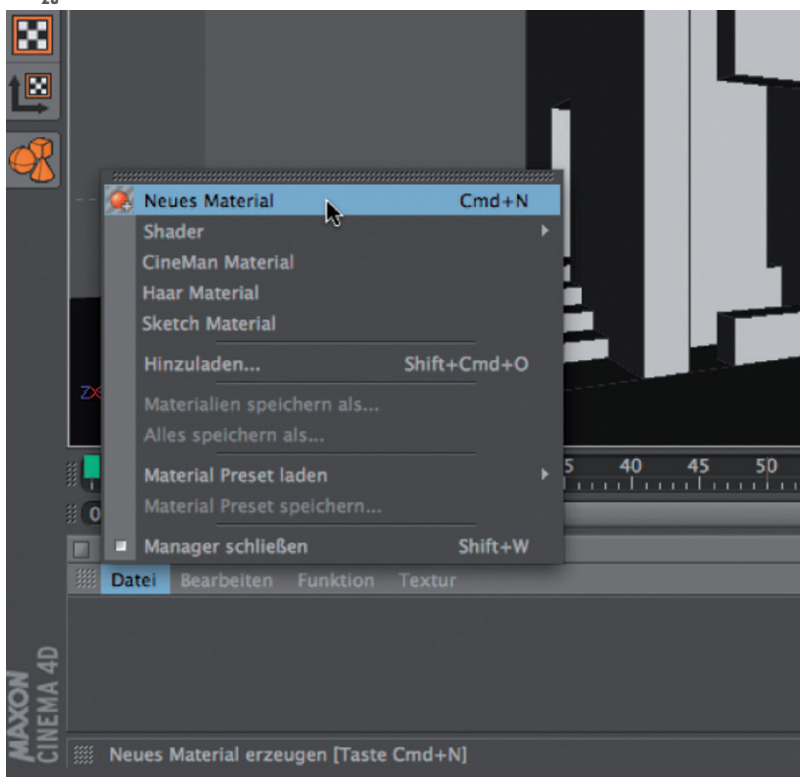 Neues Material Cmd+N
Shader
CineMan Material
Haar Material
Sketch Material
Hinzuladen... Shift+Cmd+O
Materialien speichern als...
Alles speichern als...
Material Preset laden
Material Preset speichern...
Manager schließen Shift+W
ZX
5 40 45 50
0
Datei Bearbeiten Funktion Textur
MAXON
CINEMA 4D
Neues Material erzeugen [Taste Cmd+N]